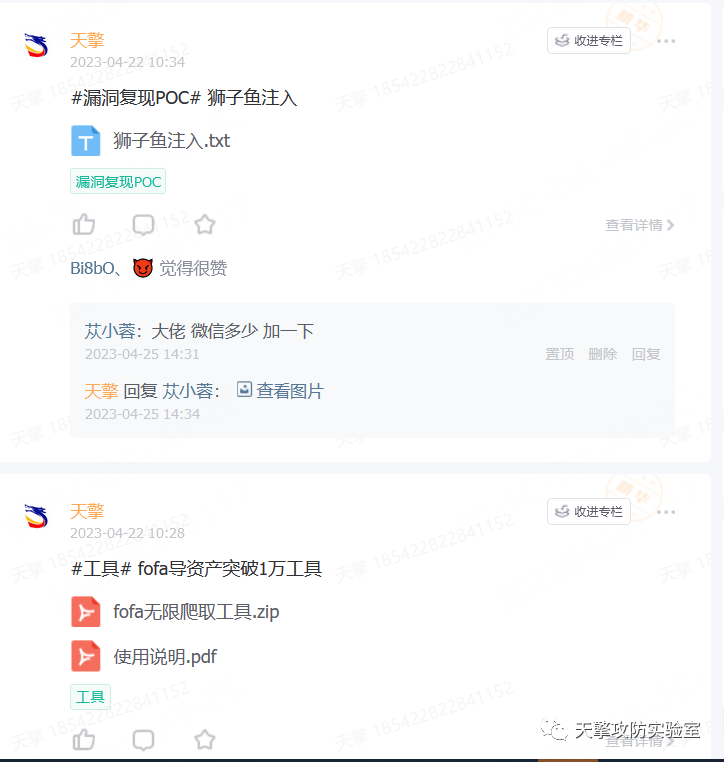 天擎
收进专栏
2023-04-22 10:34
#漏洞复现POC# 狮子鱼注入
狮子鱼注入.txt
漏洞复现POC
查看详情
Bi8bO、 觉得很赞
苡小蓉：大佬 微信多少 加一下
2023-04-25 14:31
置顶 删除 回复
天擎 回复 苡小蓉： 查看图片
2023-04-25 14:34
天擎
收进专栏
2023-04-22 10:28
#工具# fofa导资产突破1万工具
fofa无限爬取工具.zip
使用说明.pdf
工具
天擎攻防实验室
查看详情
天擎 185422822841152
精华